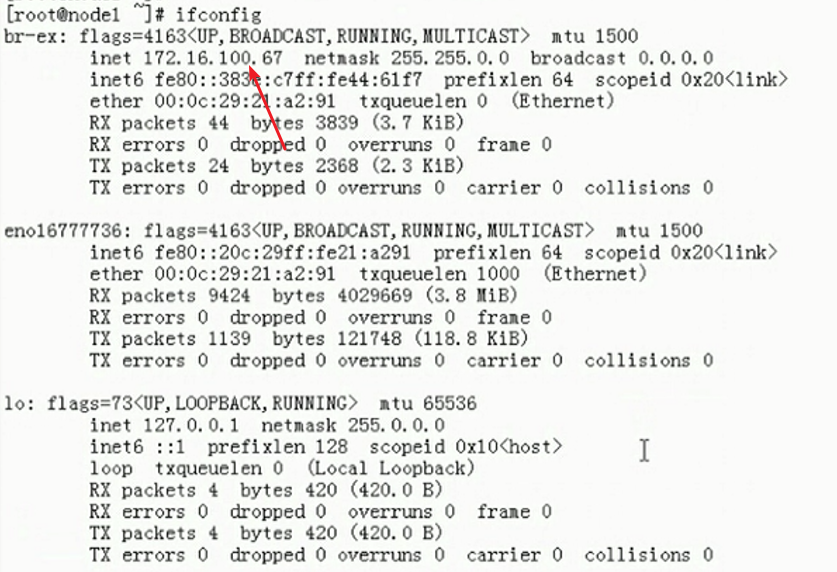 [root@node1 ~]# ifconfig
br-ex: flags=4163<UP,BROADCAST,RUNNING,MULTICAST> mtu 1500
inet 172.16.100.67 netmask 255.255.0.0 broadcast 0.0.0.0
inet6 fe80::383e:c7ff:fe44:61f7 prefixlen 64 scopeid 0x20<link>
ether 00:0c:29:21:a2:91 txqueuelen 0 (Ethernet)
RX packets 44 bytes 3839 (3.7 KiB)
RX errors 0 dropped 0 overruns 0 frame 0
TX packets 24 bytes 2368 (2.3 KiB)
TX errors 0 dropped 0 overruns 0 carrier 0 collisions 0
eno16777736: flags=4163<UP,BROADCAST,RUNNING,MULTICAST> mtu 1500
inet6 fe80::20c:29ff:fe21:a291 prefixlen 64 scopeid 0x20<link>
ether 00:0c:29:21:a2:91 txqueuelen 1000 (Ethernet)
RX packets 9424 bytes 4029669 (3.8 MiB)
RX errors 0 dropped 0 overruns 0 frame 0
TX packets 1139 bytes 121748 (118.8 KiB)
TX errors 0 dropped 0 overruns 0 carrier 0 collisions 0
lo: flags=73<UP,LOOPBACK,RUNNING> mtu 65536
inet 127.0.0.1 netmask 255.0.0.0
inet6 ::1 prefixlen 128 scopeid 0x10<host>
loop txqueuelen 0 (Local Loopback)
RX packets 4 bytes 420 (420.0 B)
RX errors 0 dropped 0 overruns 0 frame 0
TX packets 4 bytes 420 (420.0 B)
TX errors 0 dropped 0 overruns 0 carrier 0 collisions 0